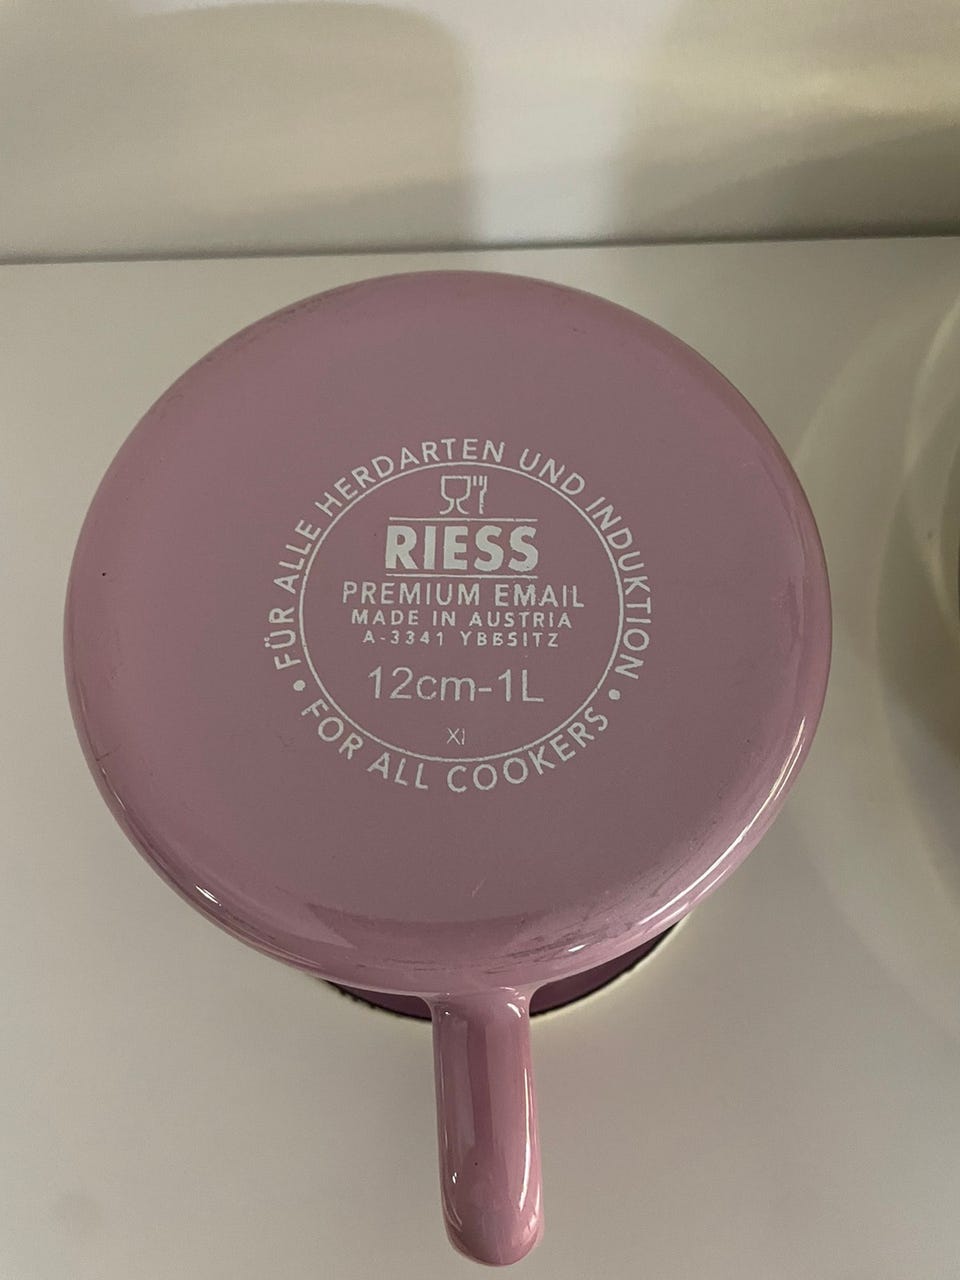 FÜR ALLE HERDARTEN UND INDUKTION
RIESS
PREMIUM EMAIL
MADE IN AUSTRIA
A-3341 YBBSITZ
12cm-1L
XI
• FOR ALL COOKERS •